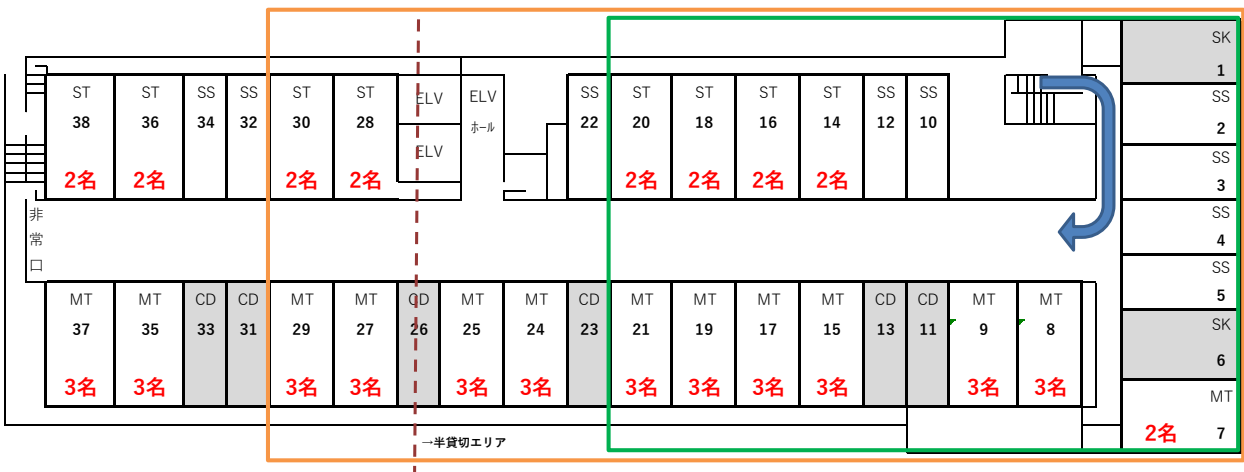 ST ST SS SS ST ST ELV ELV SS ST ST ST ST SS SS
38 36 34 32 30 28 ホール 22 20 18 16 14 12 10
ELV
2名 2名 2名 2名 2名 2名 2名 2名
SK
1
SS
2
SS
3
SS
4
SS
5
SK
6
MT
2名 7
非
常
口
MT MT CD CD MT MT CD MT MT CD MT MT MT MT CD CD MT MT
37 35 33 31 29 27 26 25 24 23 21 19 17 15 13 11 9 8
3名 3名 3名 3名 3名 3名 3名 3名 3名 3名 3名 3名
→半貸切エリア